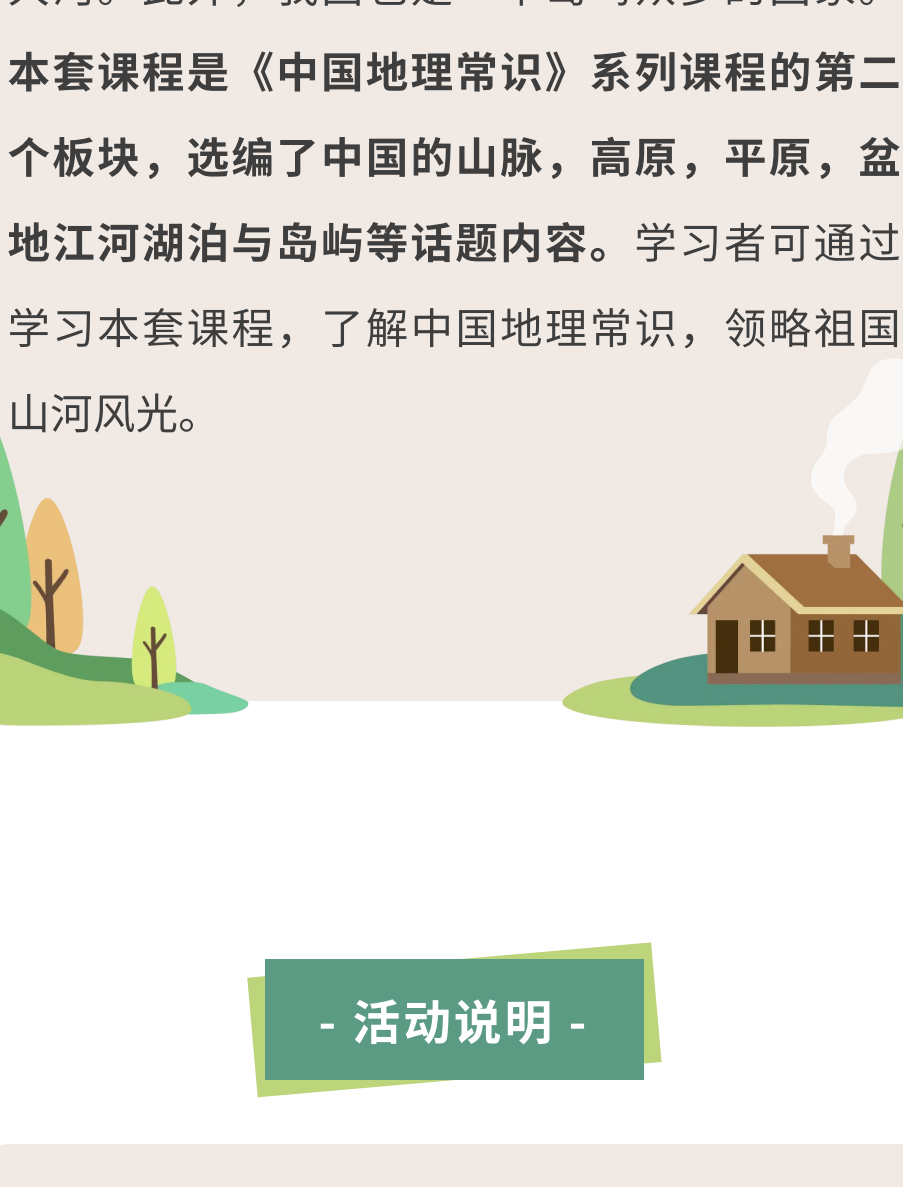 本套课程是《中国地理常识》系列课程的第二
个板块，选编了中国的山脉，高原，平原，盆
地江河湖泊与岛屿等话题内容。学习者可通过
学习本套课程，了解中国地理常识，领略祖国
山河风光。
- 活动说明 -